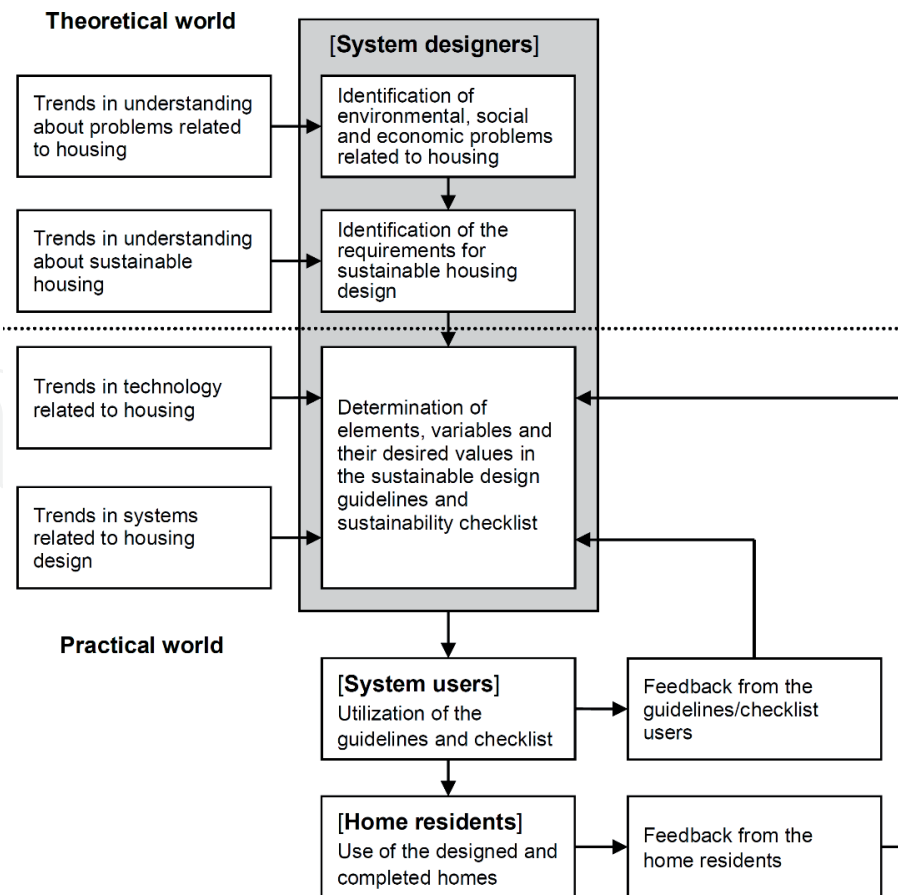 Theoretical world
[System designers]
Trends in understanding
about problems related
to housing
Identification of
environmental, social
and economic problems
related to housing
Trends in understanding
about sustainable
housing
Identification of the
requirements for
sustainable housing
design
Trends in technology
related to housing
Determination of
elements, variables and
their desired values in
the sustainable design
guidelines and
sustainability checklist
Trends in systems
related to housing
design
Practical world
[System users]
Utilization of the
guidelines and checklist
Feedback from the
guidelines/checklist
users
[Home residents]
Use of the designed and
completed homes
Feedback from the
home residents